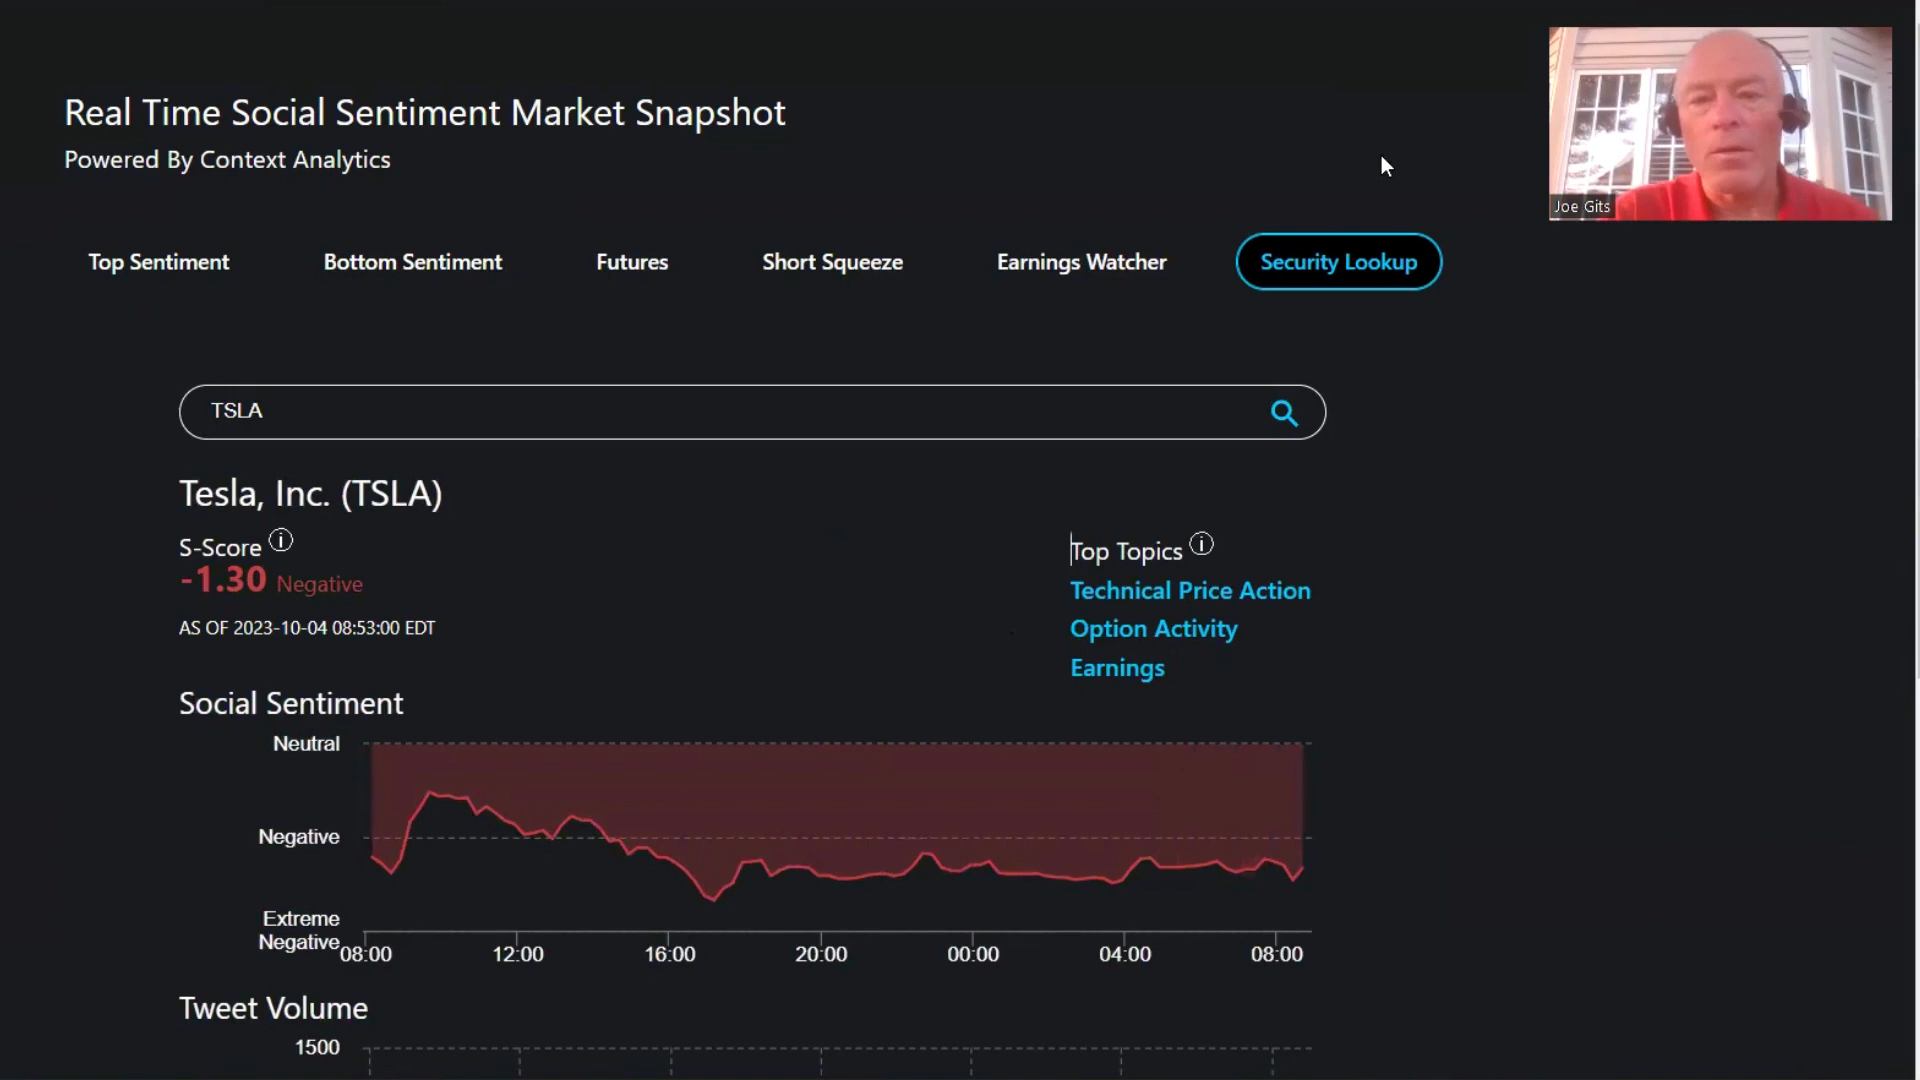 Real Time Social Sentiment Market Snapshot
Powered By Context Analytics
Joe Gits
Top Sentiment
Bottom Sentiment
Futures
Short Squeeze
Earnings Watcher
Security Lookup
TSLA
Tesla, Inc. (TSLA)
S-Score
-1.30 Negative
AS OF 2023-10-04 08:53:00 EDT
Top Topics
Technical Price Action
Option Activity
Earnings
Social Sentiment
Neutral
Negative
Extreme
Negative
08:00
12:00
16:00
20:00
00:00
04:00
08:00
Tweet Volume
1500